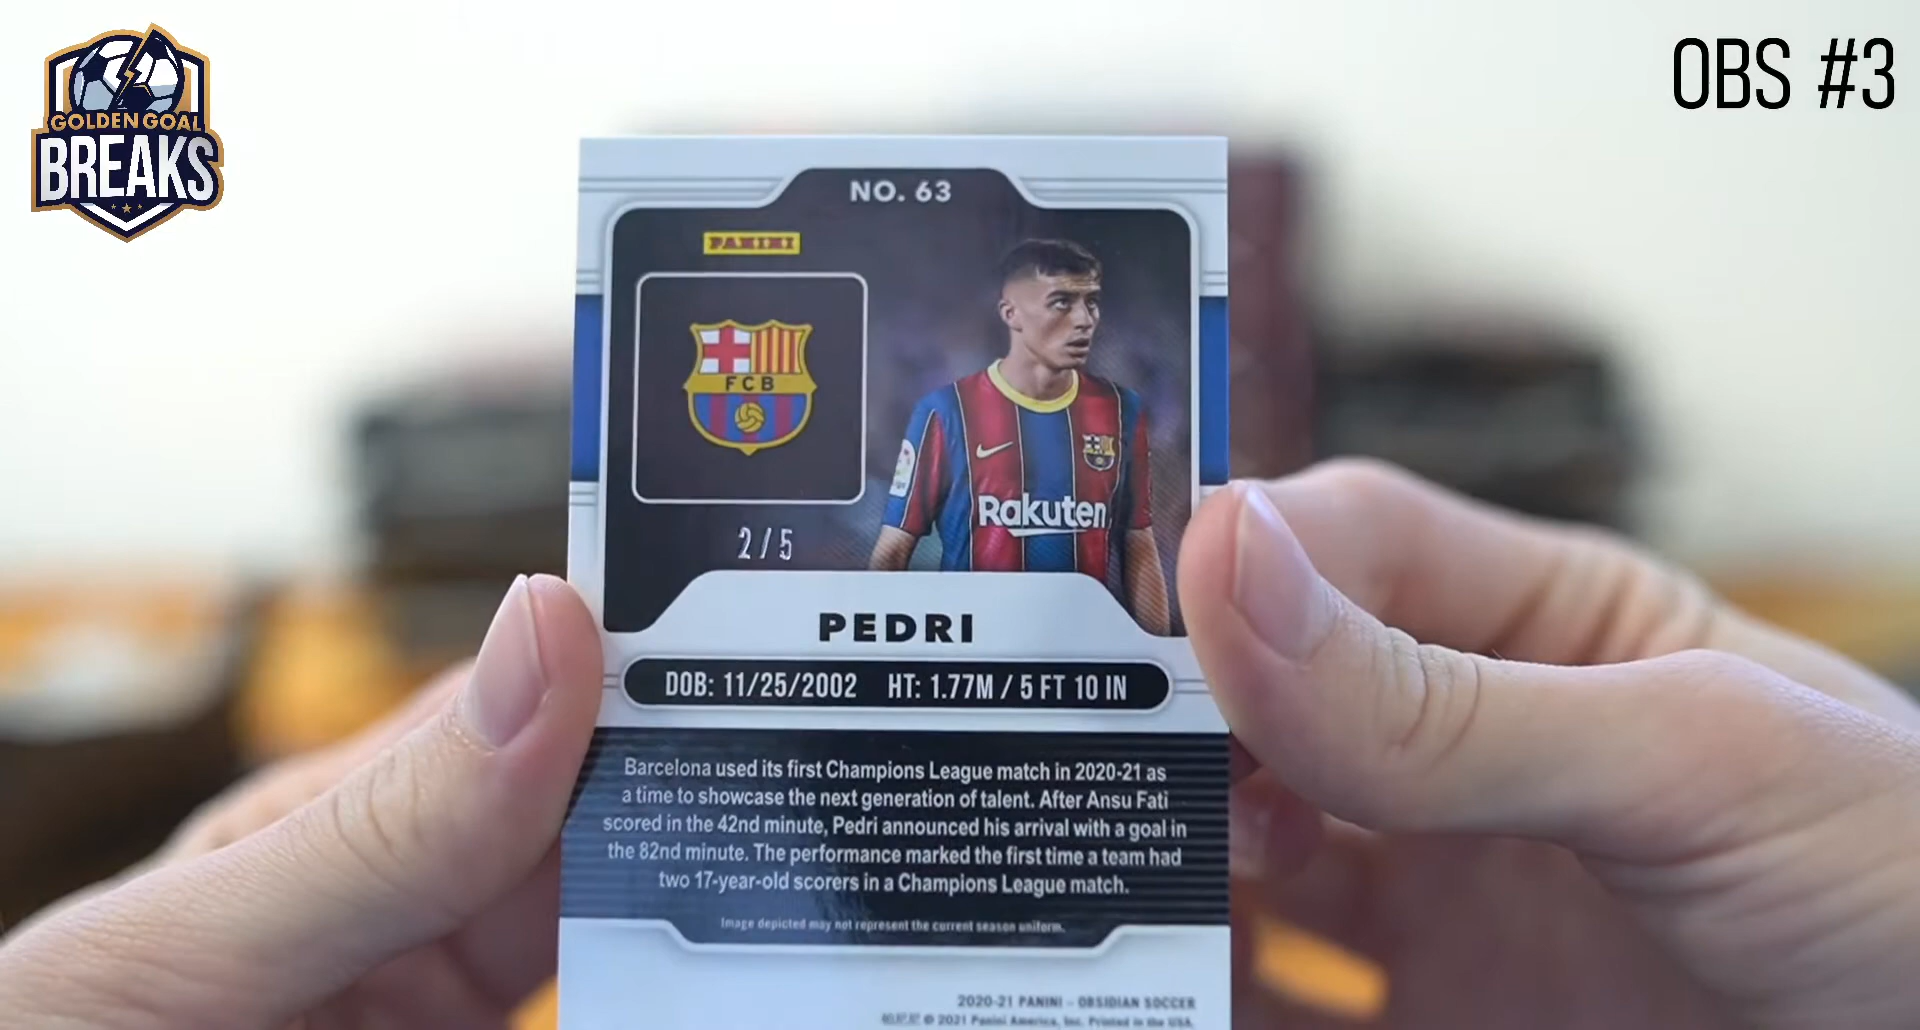 GOLDEN GOAL
BREAKS
OBS #3
NO. 63
PANINI
FCB
Rakuten
2/5
PEDRI
DOB: 11/25/2002 HT: 1.77M / 5 FT 10 IN
Barcelona used its first Champions League match in 2020-21 as
a time to showcase the next generation of talent. After Ansu Fati
scored in the 42nd minute, Pedri announced his arrival with a goal in
the 82nd minute. The performance marked the first time a team had
two 17-year-old scorers in a Champions League match.
Image depicted may not represent the current season uniform.
2020-21 PANINI - OBSIDIAN SOCCER
© 2021 Panini America, Inc. Printed in the USA.